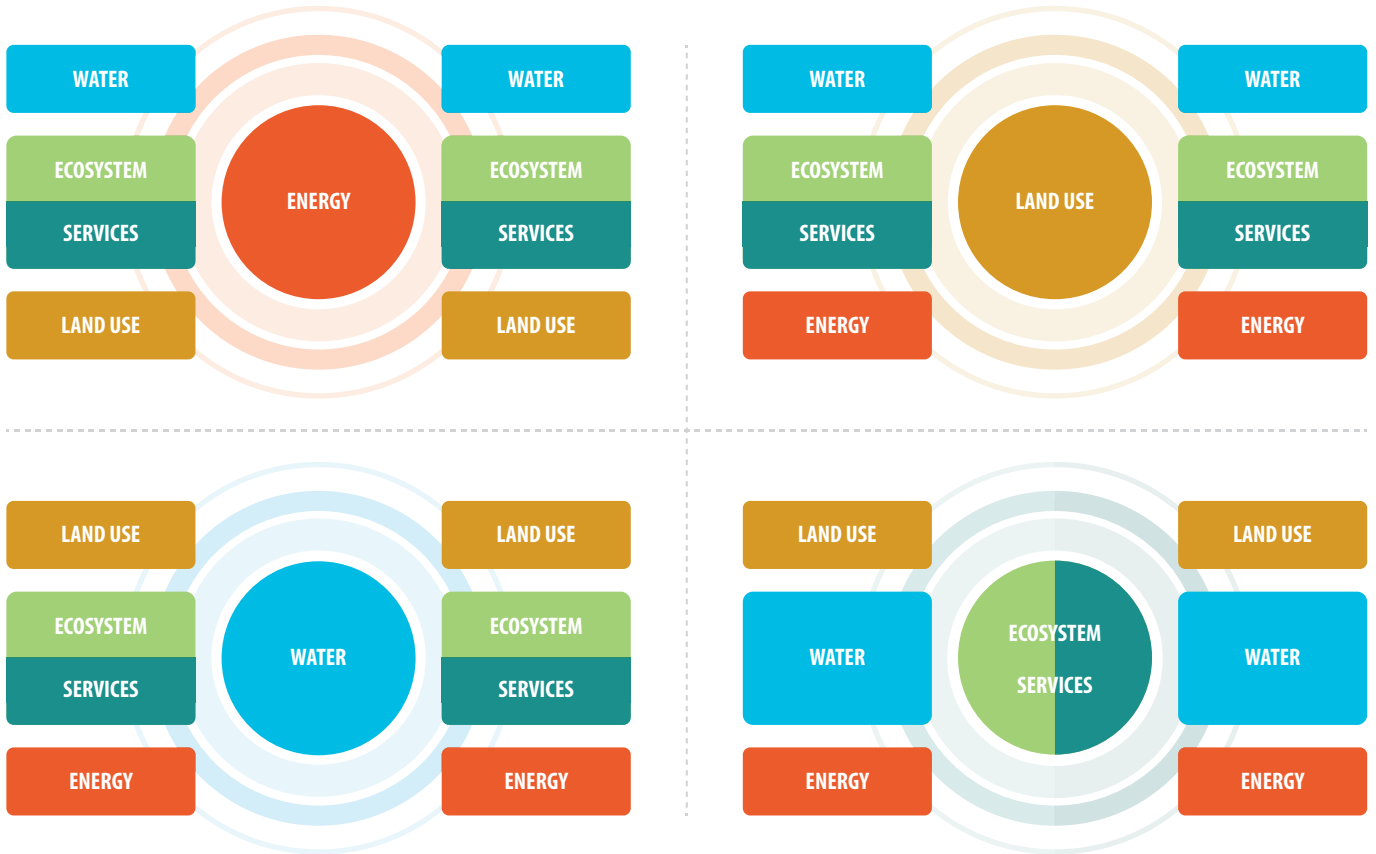 WATER
ECOSYSTEM
SERVICES
LAND USE
ENERGY
WATER
ECOSYSTEM
SERVICES
LAND USE
WATER
ECOSYSTEM
SERVICES
ENERGY
LAND USE
WATER
ECOSYSTEM
SERVICES
ENERGY
LAND USE
ECOSYSTEM
SERVICES
ENERGY
WATER
LAND USE
ECOSYSTEM
SERVICES
ENERGY
LAND USE
WATER
ENERGY
ECOSYSTEM
SERVICES
LAND USE
WATER
ENERGY